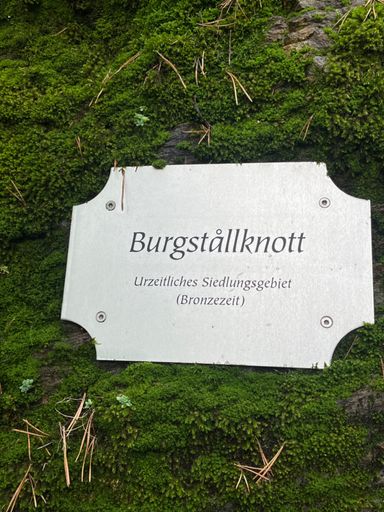 Burgstållknott
Urzeitliches Siedlungsgebiet
(Bronzezeit)